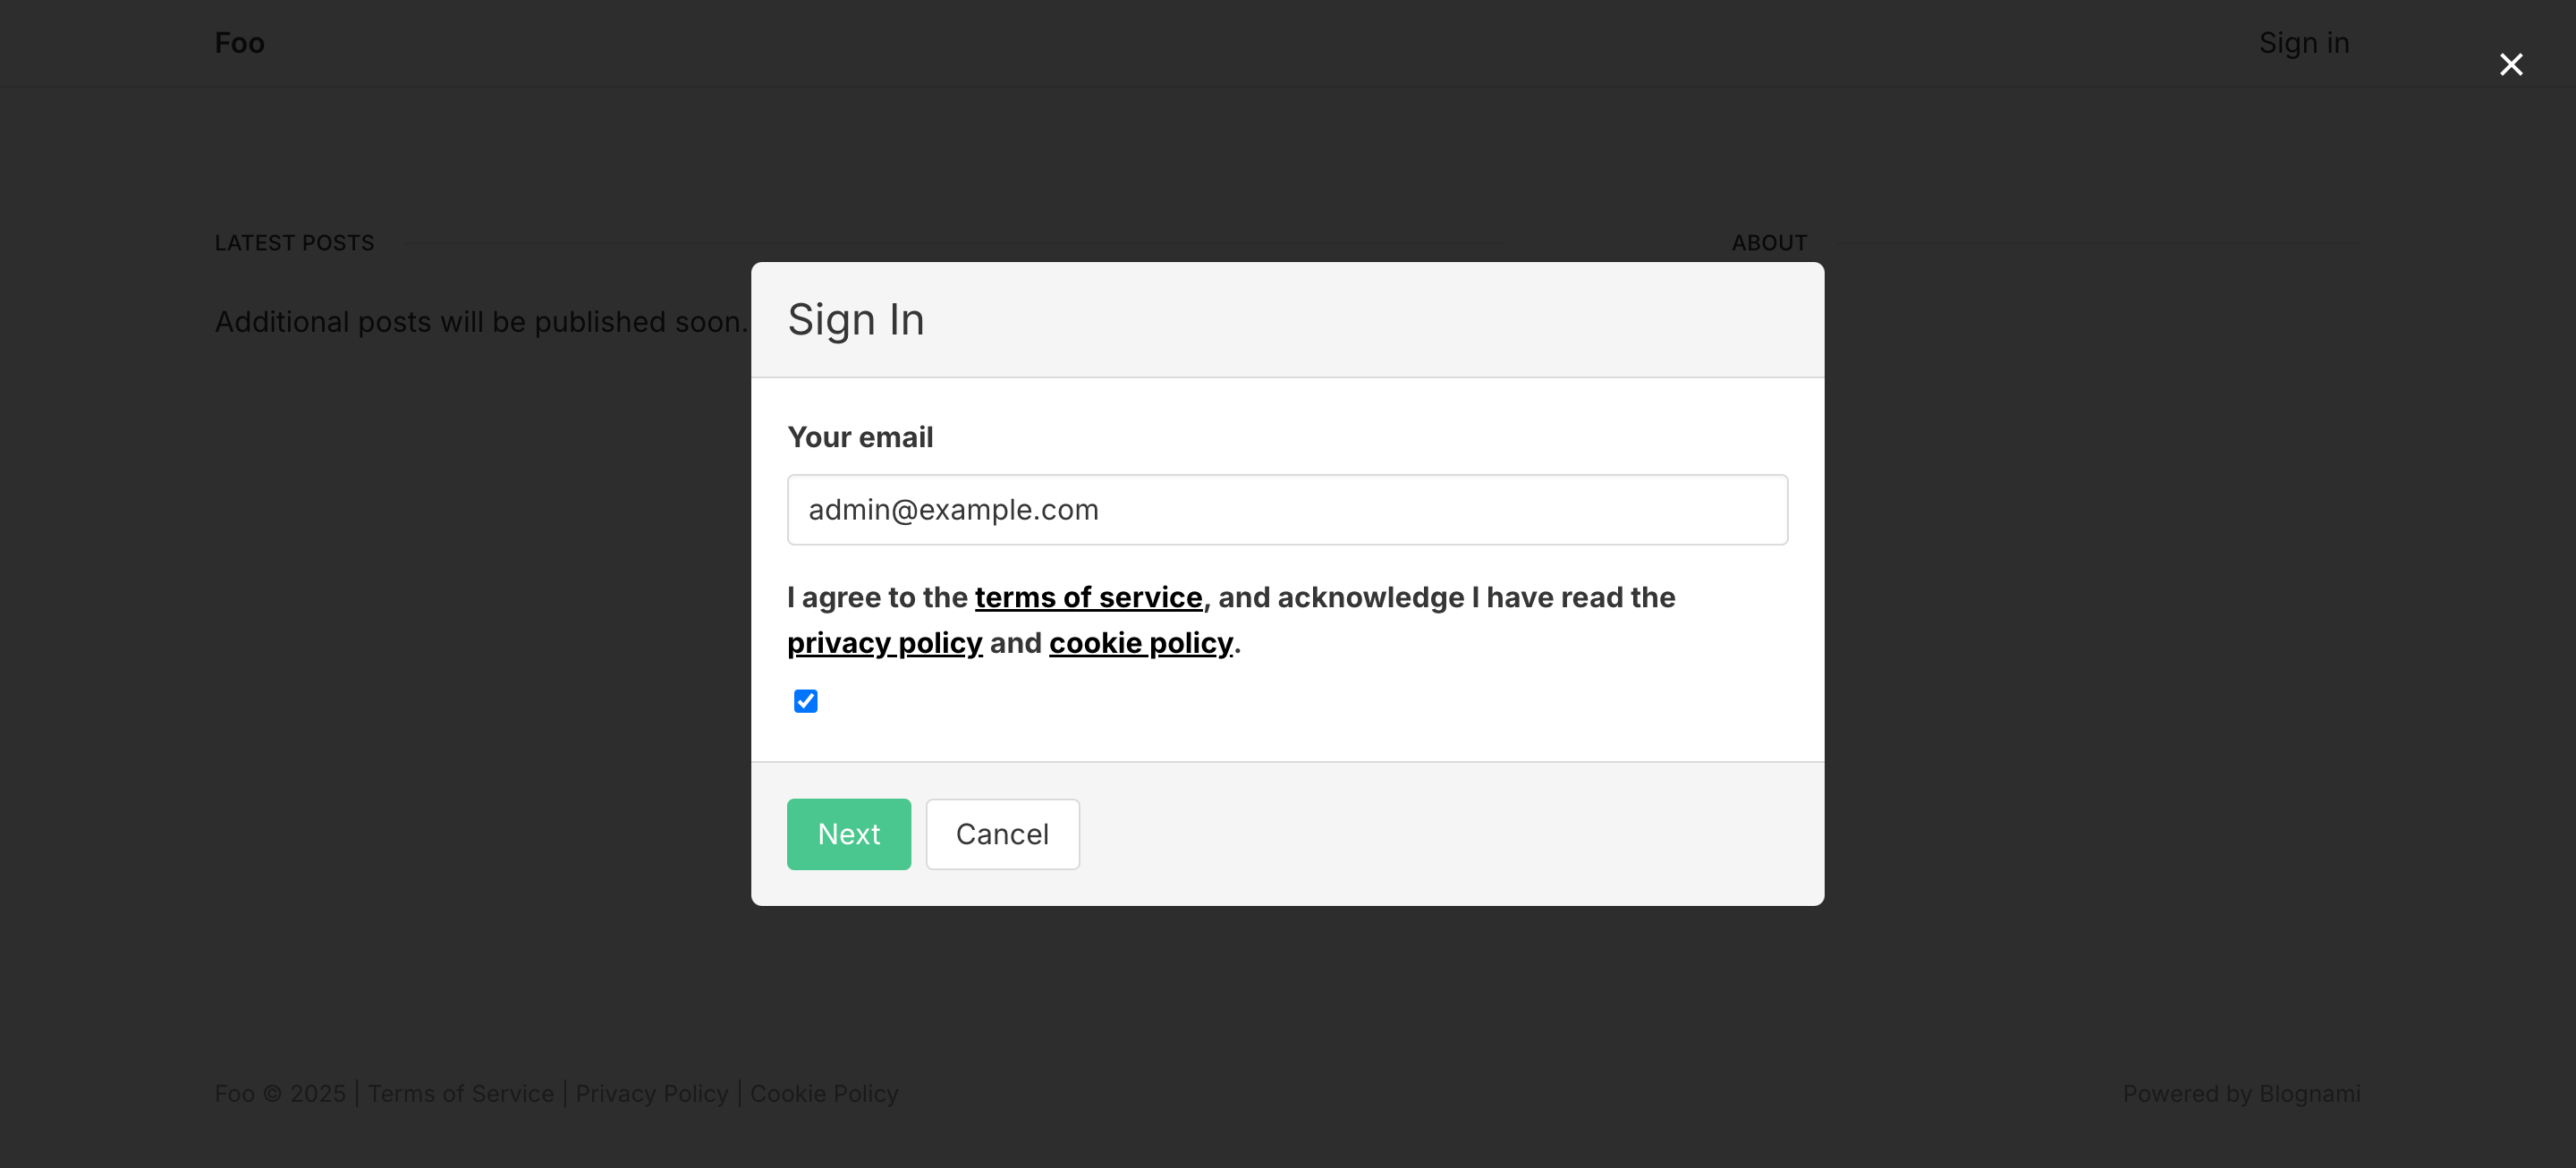 Foo
Sign in
LATEST POSTS
ABOUT
Additional posts will be published soon.
Sign In
Your email
admin@example.com
I agree to the terms of service, and acknowledge I have read the
privacy policy and cookie policy.
Next
Cancel
Foo © 2025 | Terms of Service | Privacy Policy | Cookie Policy
Powered by Blognami